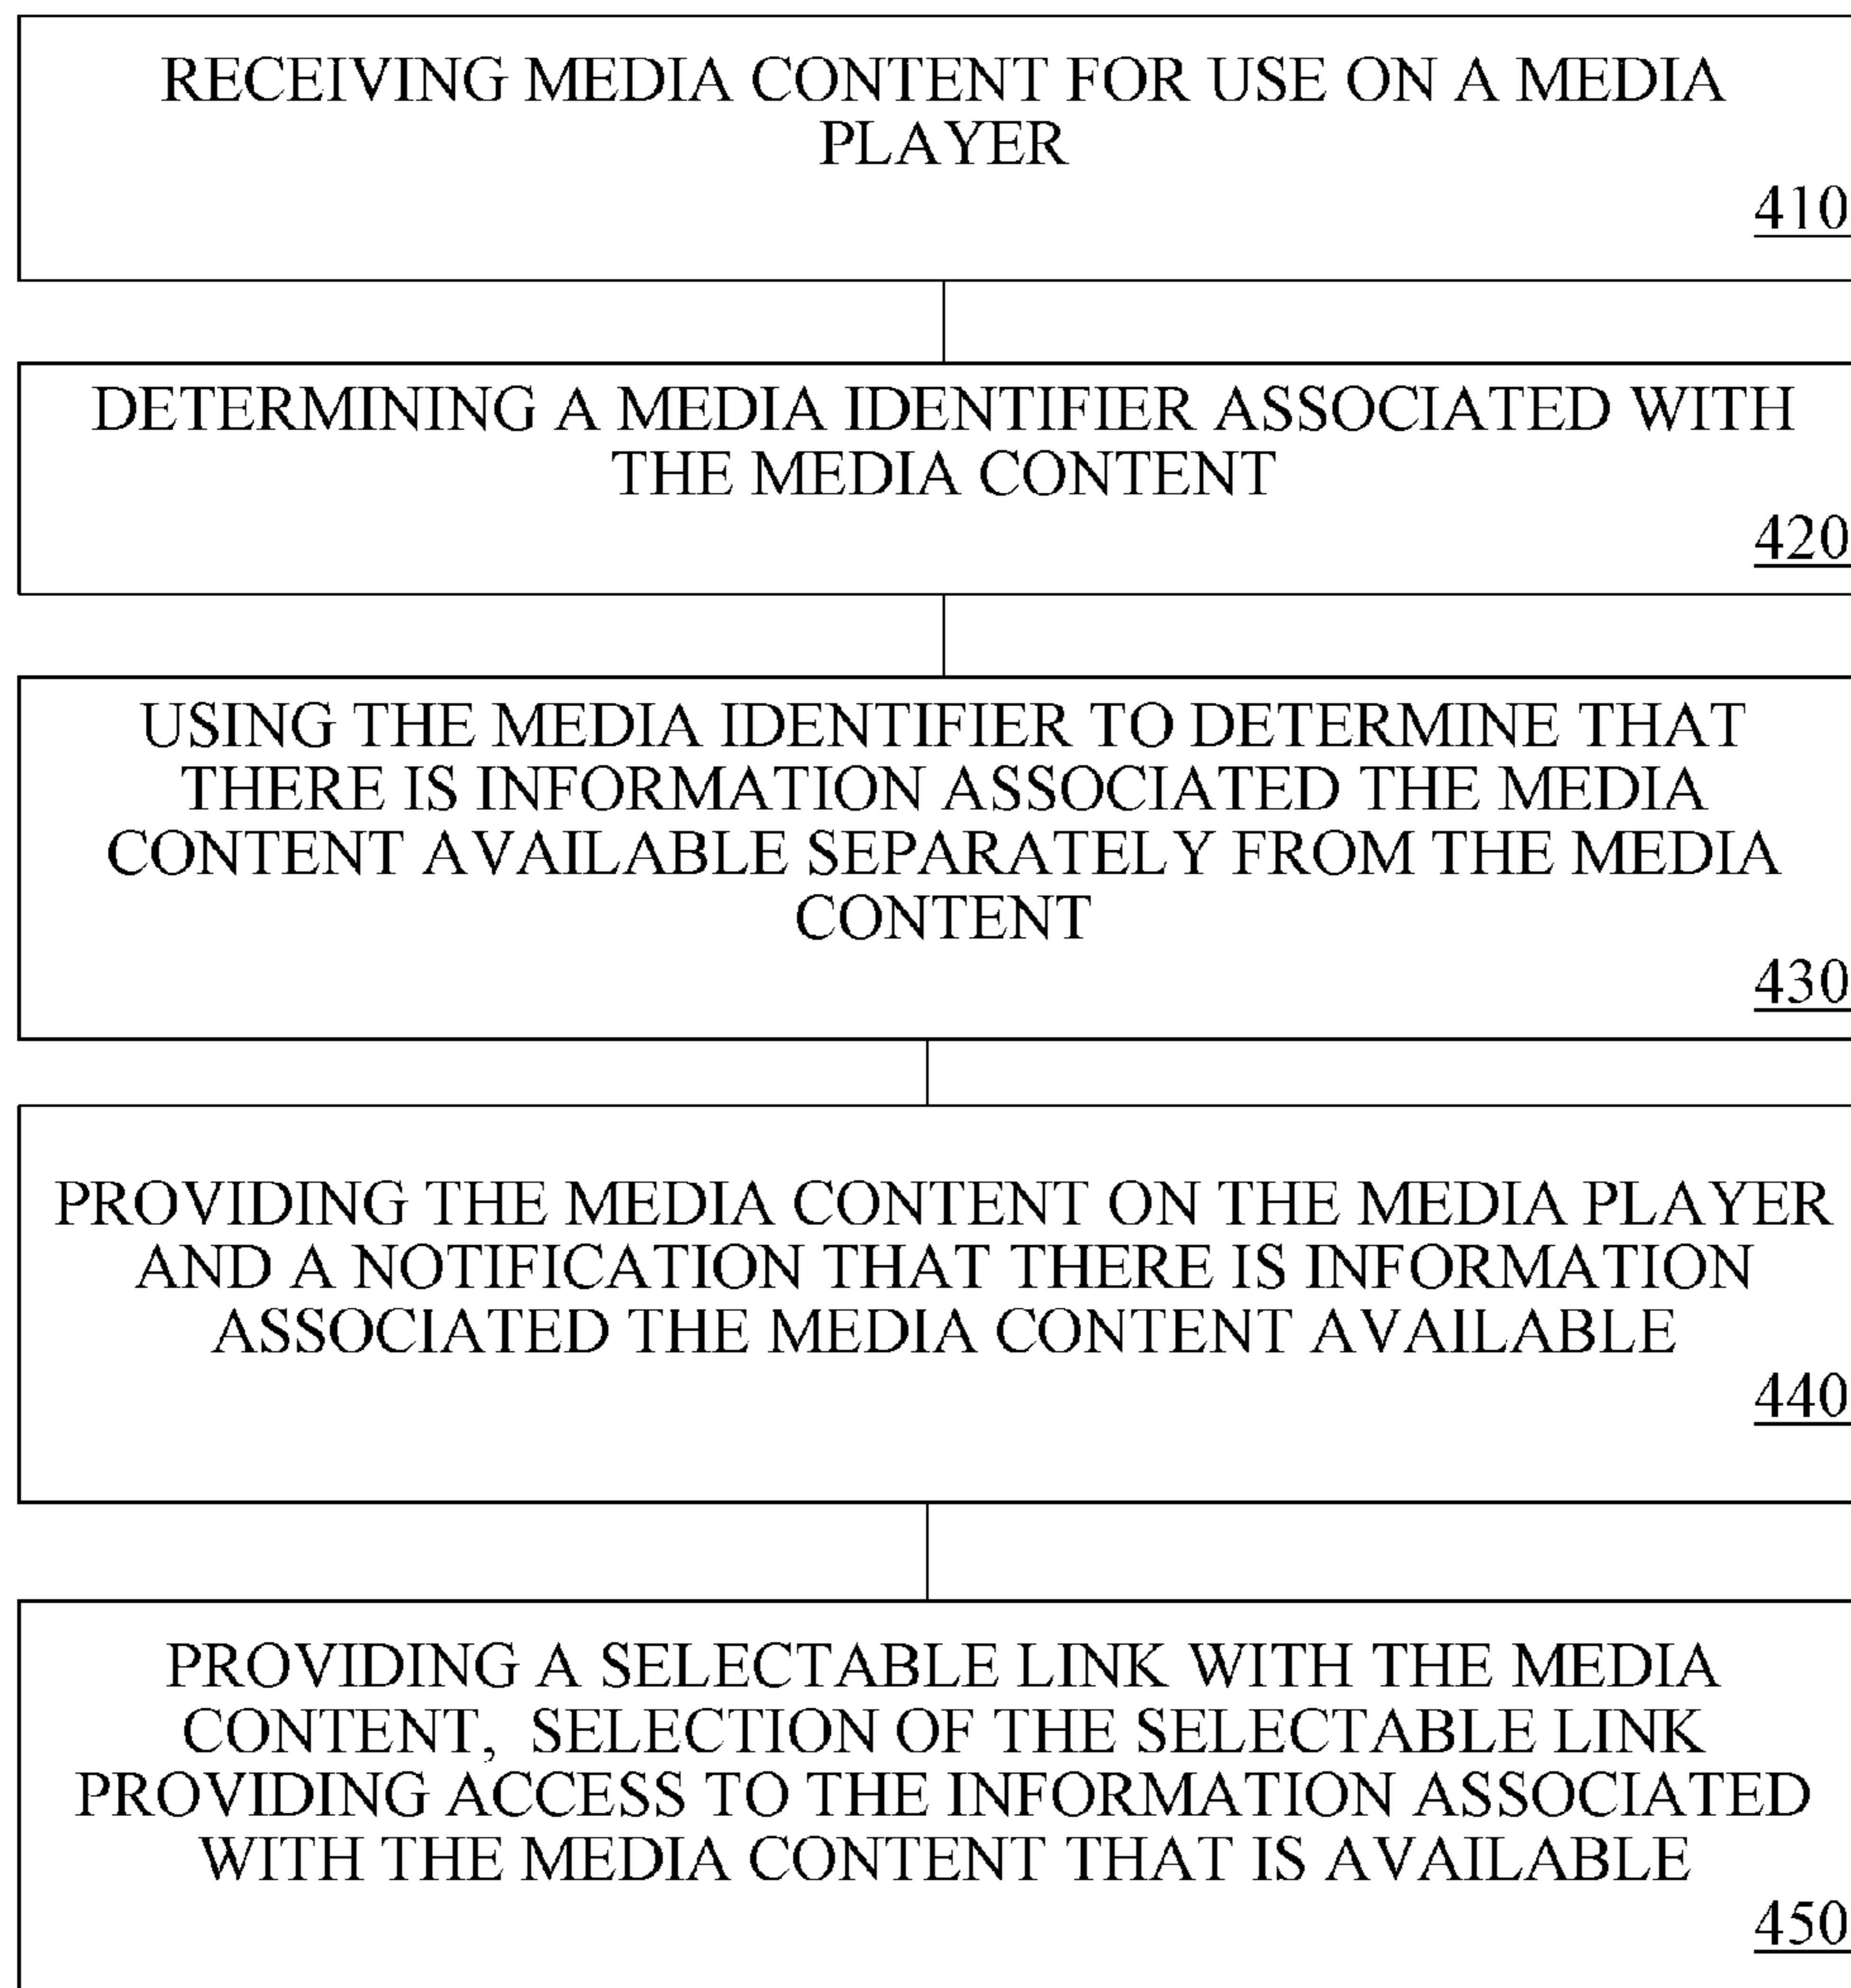 RECEIVING MEDIA CONTENT FOR USE ON A MEDIA
PLAYER
410
DETERMINING A MEDIA IDENTIFIER ASSOCIATED WITH
THE MEDIA CONTENT
420
USING THE MEDIA IDENTIFIER TO DETERMINE THAT
THERE IS INFORMATION ASSOCIATED THE MEDIA
CONTENT AVAILABLE SEPARATELY FROM THE MEDIA
CONTENT
430
PROVIDING THE MEDIA CONTENT ON THE MEDIA PLAYER
AND A NOTIFICATION THAT THERE IS INFORMATION
ASSOCIATED THE MEDIA CONTENT AVAILABLE
440
PROVIDING A SELECTABLE LINK WITH THE MEDIA
CONTENT, SELECTION OF THE SELECTABLE LINK
PROVIDING ACCESS TO THE INFORMATION ASSOCIATED
WITH THE MEDIA CONTENT THAT IS AVAILABLE
450